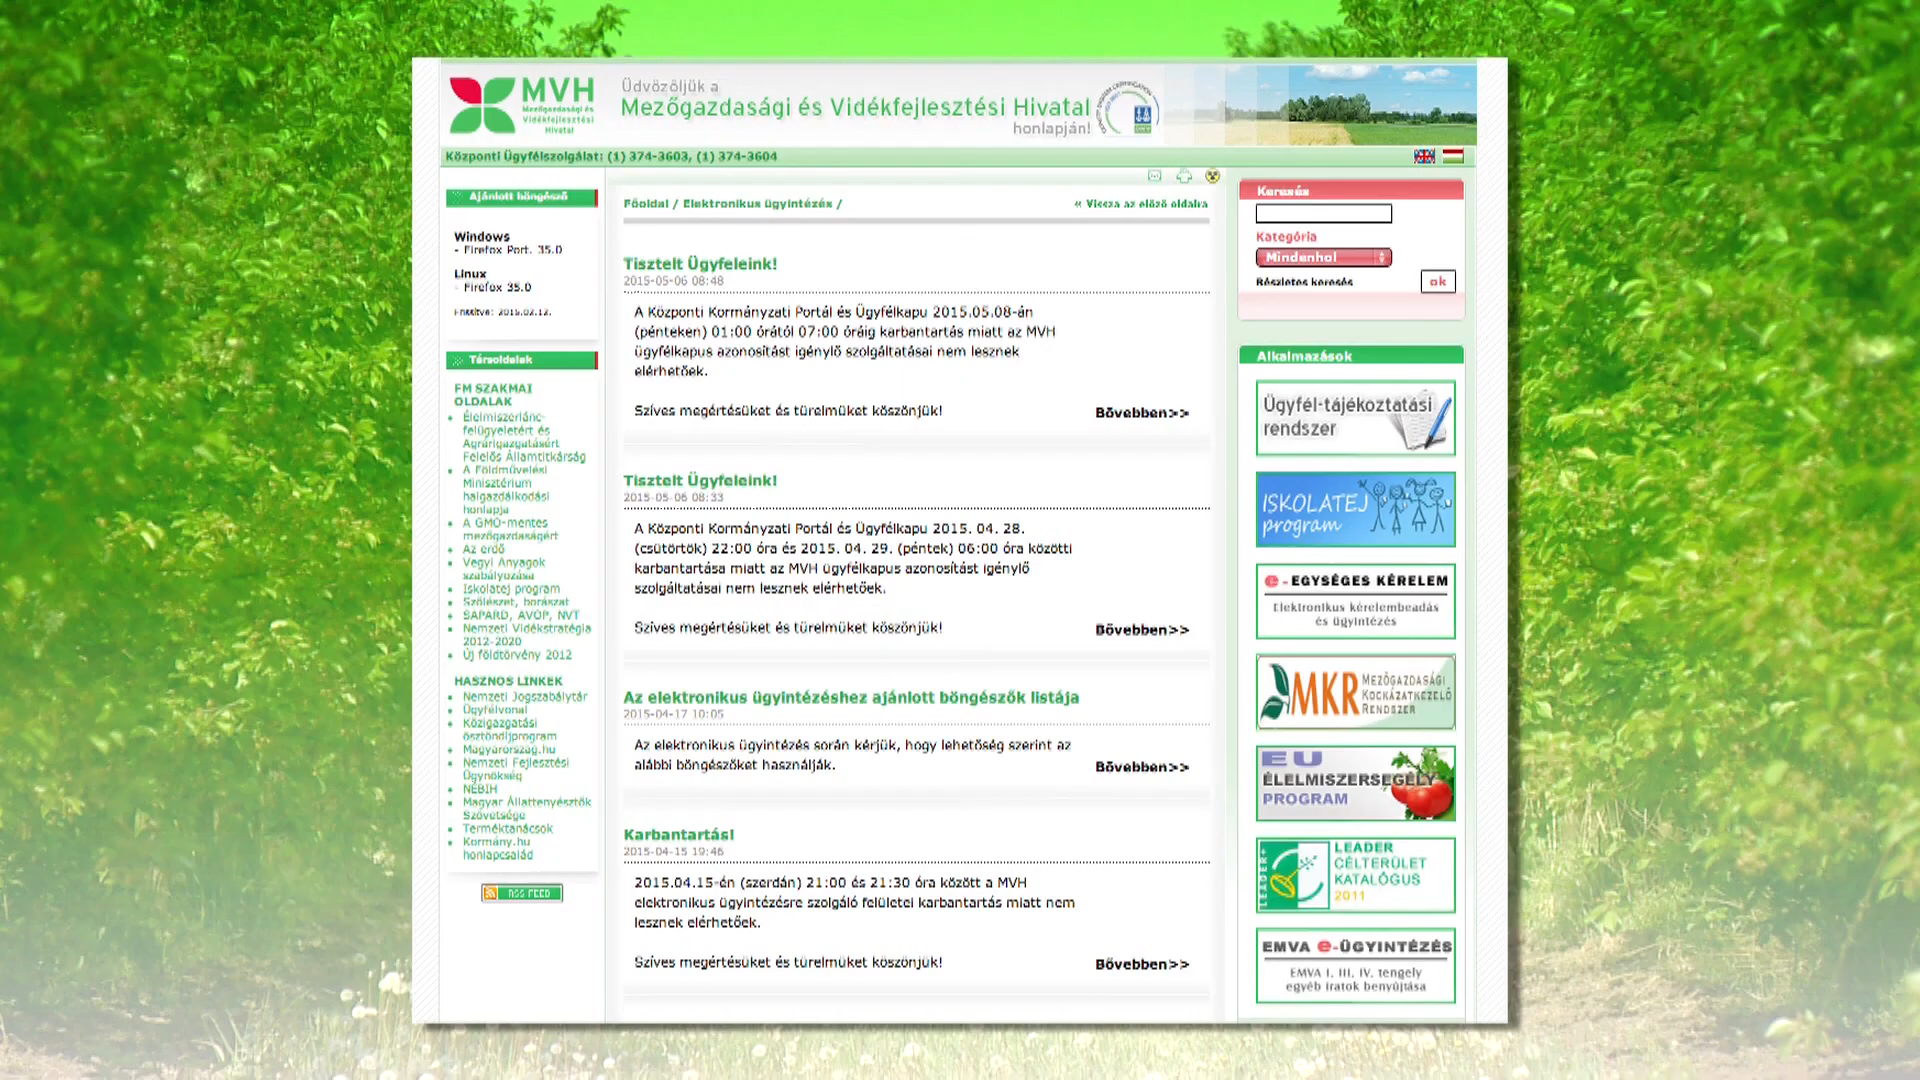 MVH
Mezőgazdasági és
Vidékfejlesztési
Hivatal
Üdvözöljük a
Mezőgazdasági és Vidékfejlesztési Hivatal
honlapján!
Központi Ügyfélszolgálat: (1) 374-3603, (1) 374-3604
Ajánlott böngésző
Windows
- Firefox Port. 35.0
Linux
- Firefox 35.0
Frissítve: 2015.02.12.
Társoldalak
FM SZAKMAI
OLDALAK
Élelmiszerlánc-
felügyeletért és
Agrárigazgatásért
Felelős Államtitkárság
A Földművelési
Minisztérium
halgazdálkodási
honlapja
A GMO-mentes
mezőgazdaságért
Az erdő
Vegyi Anyagok
szabályozása
Iskolatej program
Szőlészet, borászat
SAPARD, AVOP, NVT
Nemzeti Vidékstratégia
2012-2020
Új földtörvény 2012
HASZNOS LINKEK
Nemzeti Jogszabálytár
Ügyfélvonal
Közigazgatási
ösztöndíjprogram
Magyarország.hu
Nemzeti Fejlesztési
Ügynökség
NÉBIH
Magyar Állattenyésztők
Szövetsége
Terméktanácsok
Kormány.hu
honlapcsalád
RSS FEED
Főoldal / Elektronikus ügyintézés /
« Vissza az előző oldalra
Tisztelt Ügyfeleink!
2015-05-06 08:48
A Központi Kormányzati Portál és Ügyfélkapu 2015.05.08-án
(pénteken) 01:00 órától 07:00 óráig karbantartás miatt az MVH
ügyfélkapus azonosítást igénylő szolgáltatásai nem lesznek
elérhetőek.
Szíves megértésüket és türelmüket köszönjük!
Bővebben>>
Tisztelt Ügyfeleink!
2015-05-06 08:33
A Központi Kormányzati Portál és Ügyfélkapu 2015. 04. 28.
(csütörtök) 22:00 óra és 2015. 04. 29. (péntek) 06:00 óra közötti
karbantartása miatt az MVH ügyfélkapus azonosítást igénylő
szolgáltatásai nem lesznek elérhetőek.
Szíves megértésüket és türelmüket köszönjük!
Bővebben>>
Az elektronikus ügyintézéshez ajánlott böngészők listája
2015-04-17 10:05
Az elektronikus ügyintézés során kérjük, hogy lehetőség szerint az
alábbi böngészőket használják.
Bővebben>>
Karbantartás!
2015-04-15 19:46
2015.04.15-én (szerdán) 21:00 és 21:30 óra között a MVH
elektronikus ügyintézésre szolgáló felületei karbantartás miatt nem
lesznek elérhetőek.
Szíves megértésüket és türelmüket köszönjük!
Bővebben>>
Keresés
Kategória
Mindenhol
Részletes keresés
ok
Alkalmazások
Ügyfél-tájékoztatási
rendszer
ISKOLATEJ
program
e - EGYSÉGES KÉRELEM
Elektronikus kérelembeadás
és ügyintézés
MKR MEZŐGAZDASÁGI
KOCKÁZATKEZELŐ
RENDSZER
EU
ÉLELMISZERSEGÉLY
PROGRAM
LEADER+
LEADER
CÉLTERÜLET
KATALÓGUS
2011
EMVA e-ÜGYINTÉZÉS
EMVA I. III. IV. tengely
egyéb iratok benyújtása